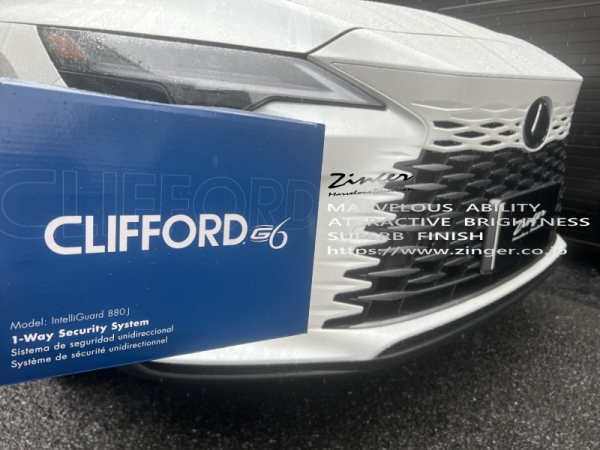 CLIFFORD
CLIFFORD G6
Model: IntelliGuard 880J
1-Way Security System
Sistema de seguridad unidireccional
Système de sécurité unidirectionnel
Zinger
MARVELOUS ABILITY
ATTRACTIVE BRIGHTNESS
SUPERB FINISH
https://www.zinger.co.jp
Zinger